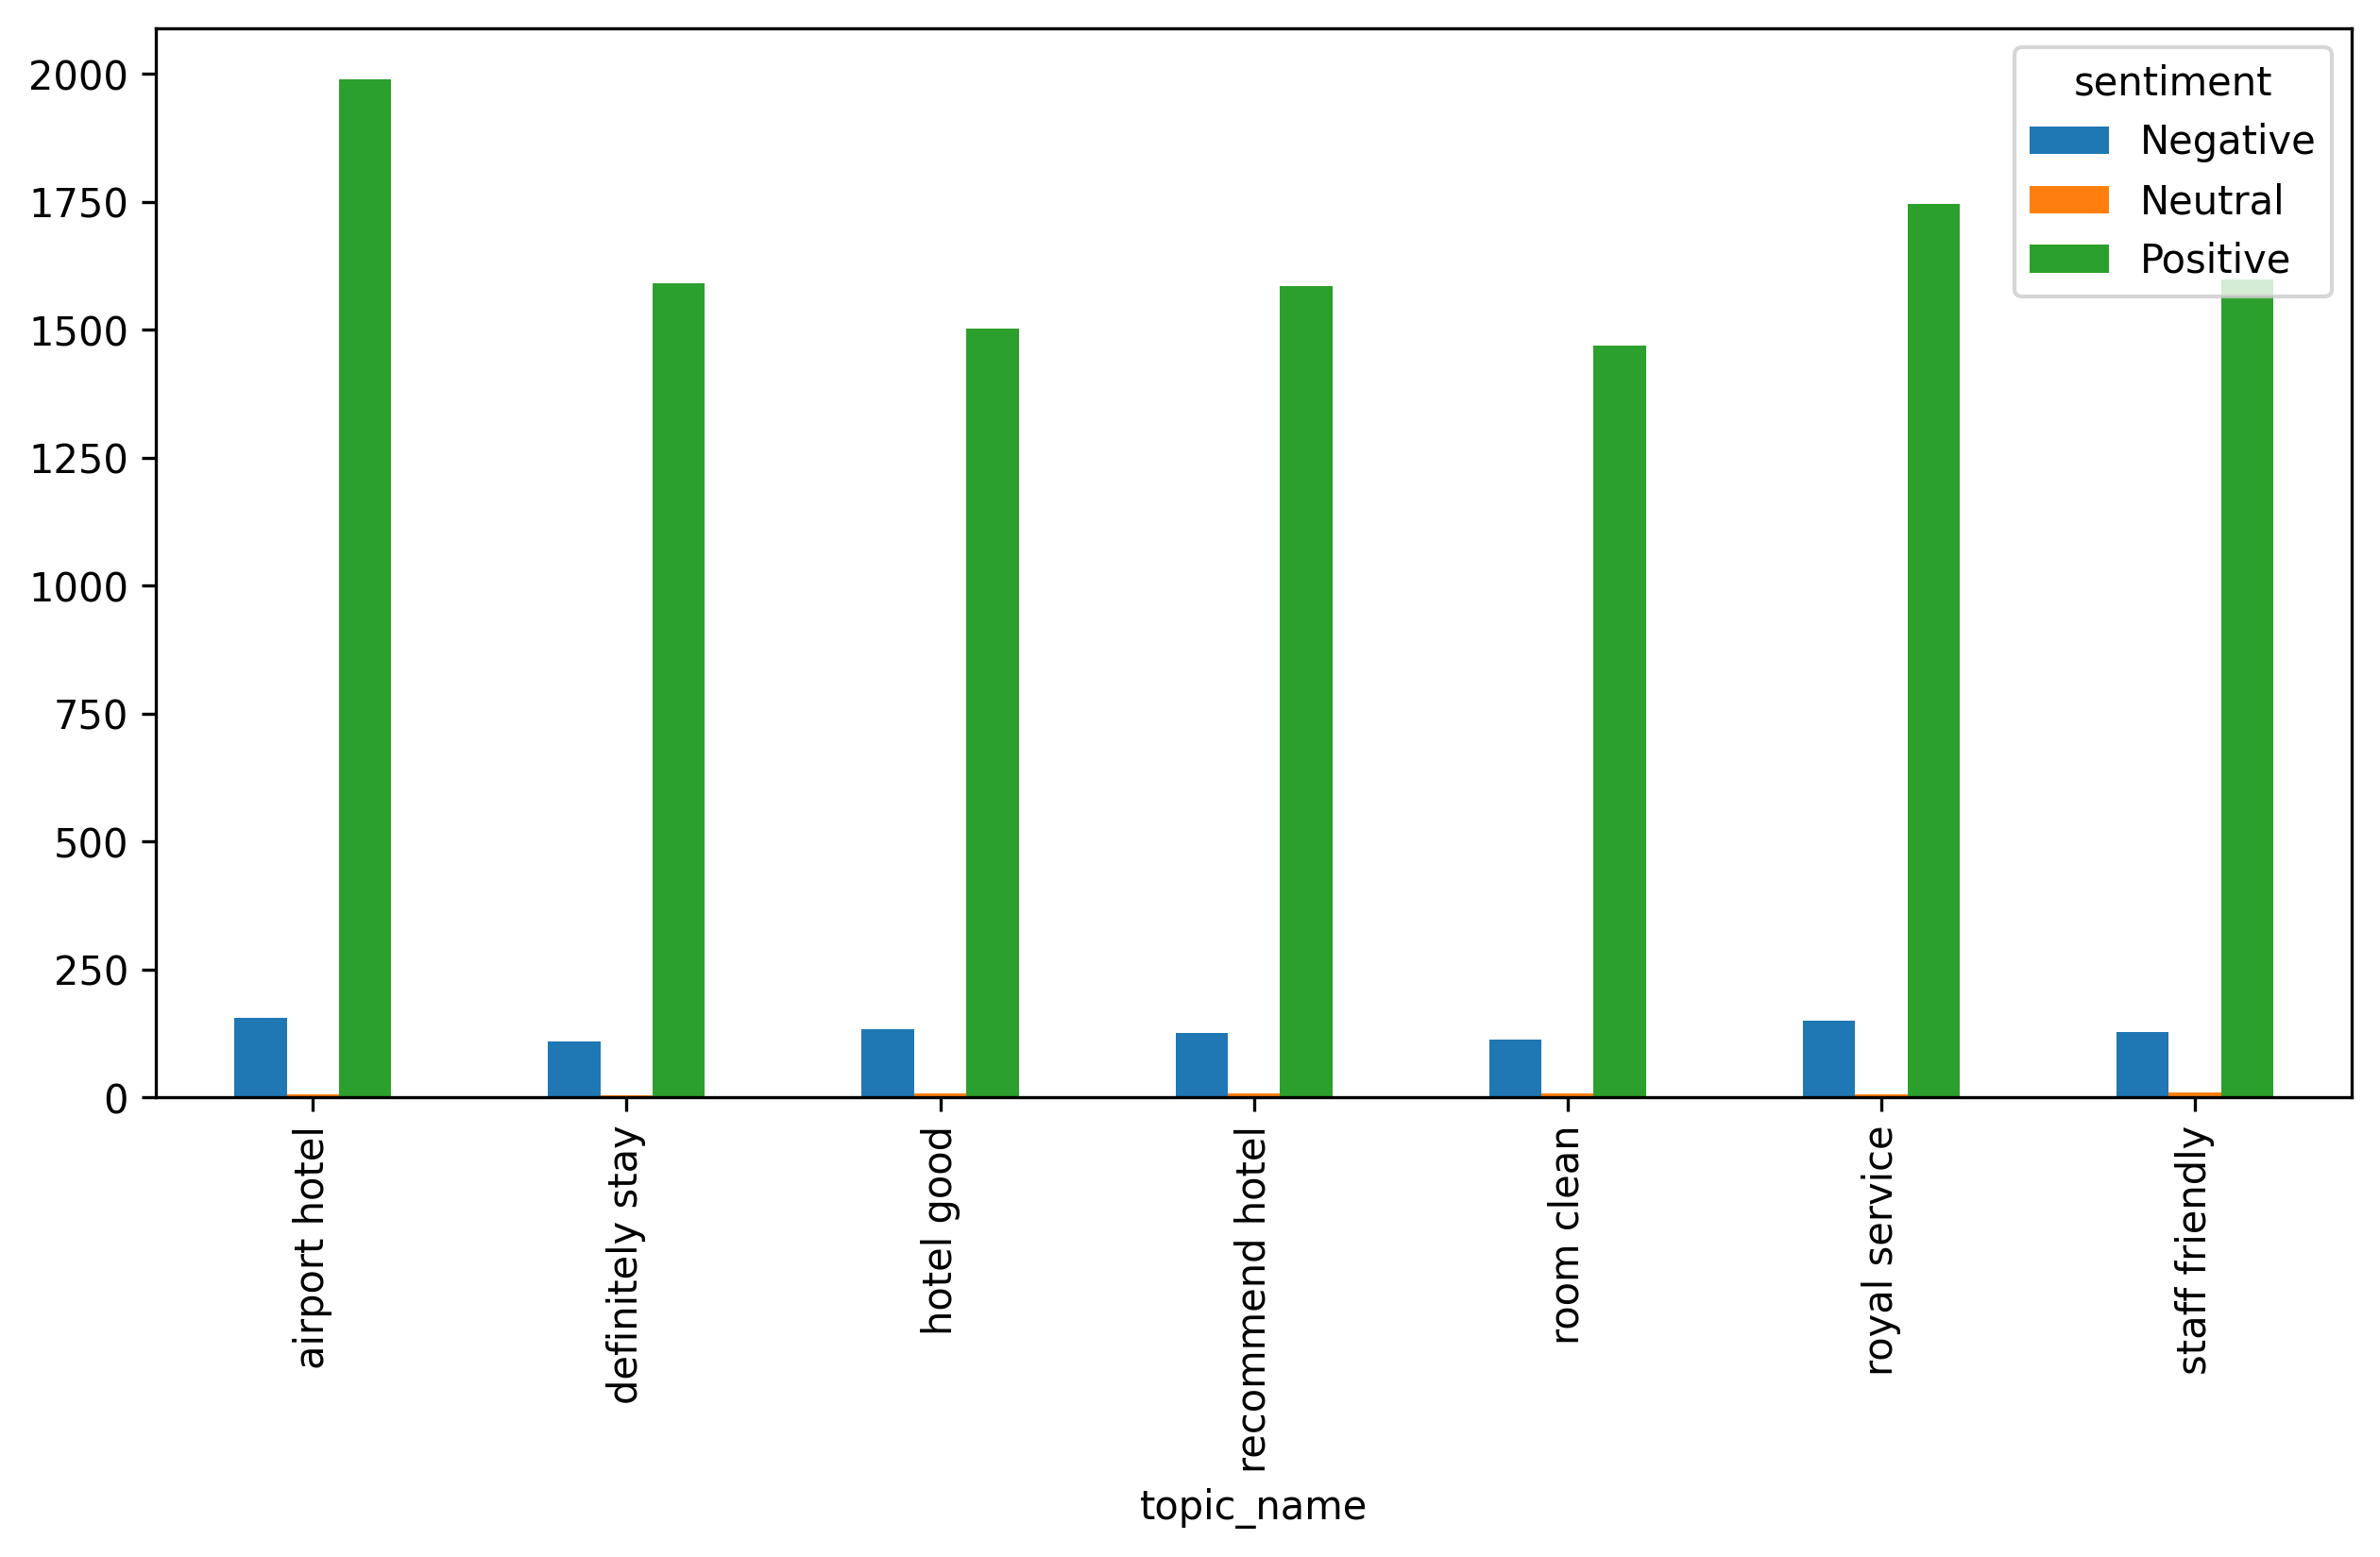 2000
1750
1500
1250
1000
750
500
250
0
sentiment
Negative
Neutral
Positive
airport hotel
definitely stay
hotel good
recommend hotel
room clean
royal service
staff friendly
topic_name